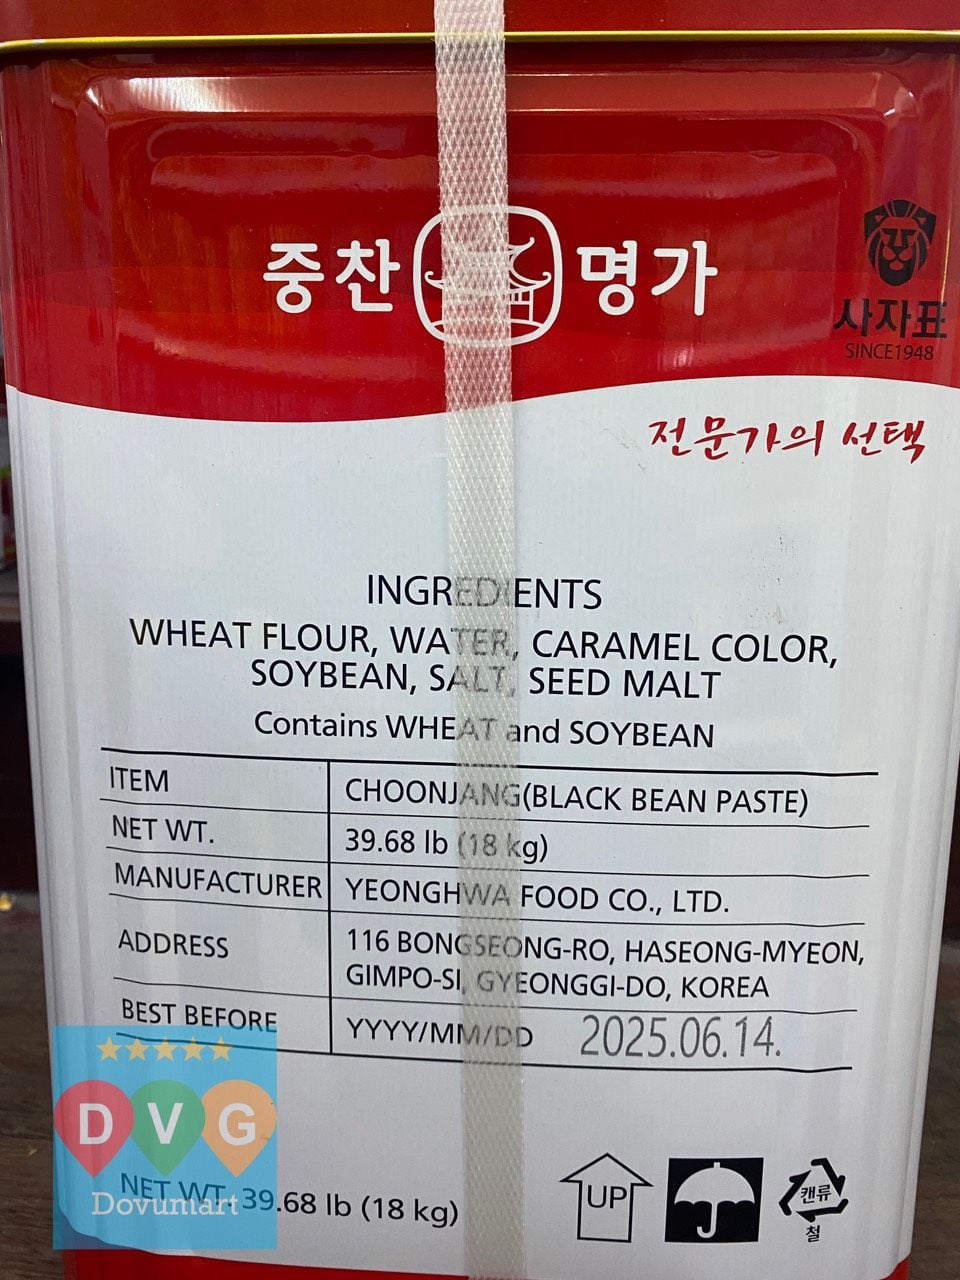 중찬 명가
사자표
SINCE1948
전문가의 선택
INGREDIENTS
WHEAT FLOUR, WATER, CARAMEL COLOR,
SOYBEAN, SALT, SEED MALT
Contains WHEAT and SOYBEAN
ITEM CHOONJANG(BLACK BEAN PASTE)
NET WT. 39.68 lb (18 kg)
MANUFACTURER YEONGHWA FOOD CO., LTD.
ADDRESS 116 BONGSEONG-RO, HASEONG-MYEON,
GIMPO-SI, GYEONGGI-DO, KOREA
BEST BEFORE YYYY/MM/DD 2025.06.14.
DVG
Dovumart
NET WT. 39.68 lb (18 kg)
UP
캔류
철